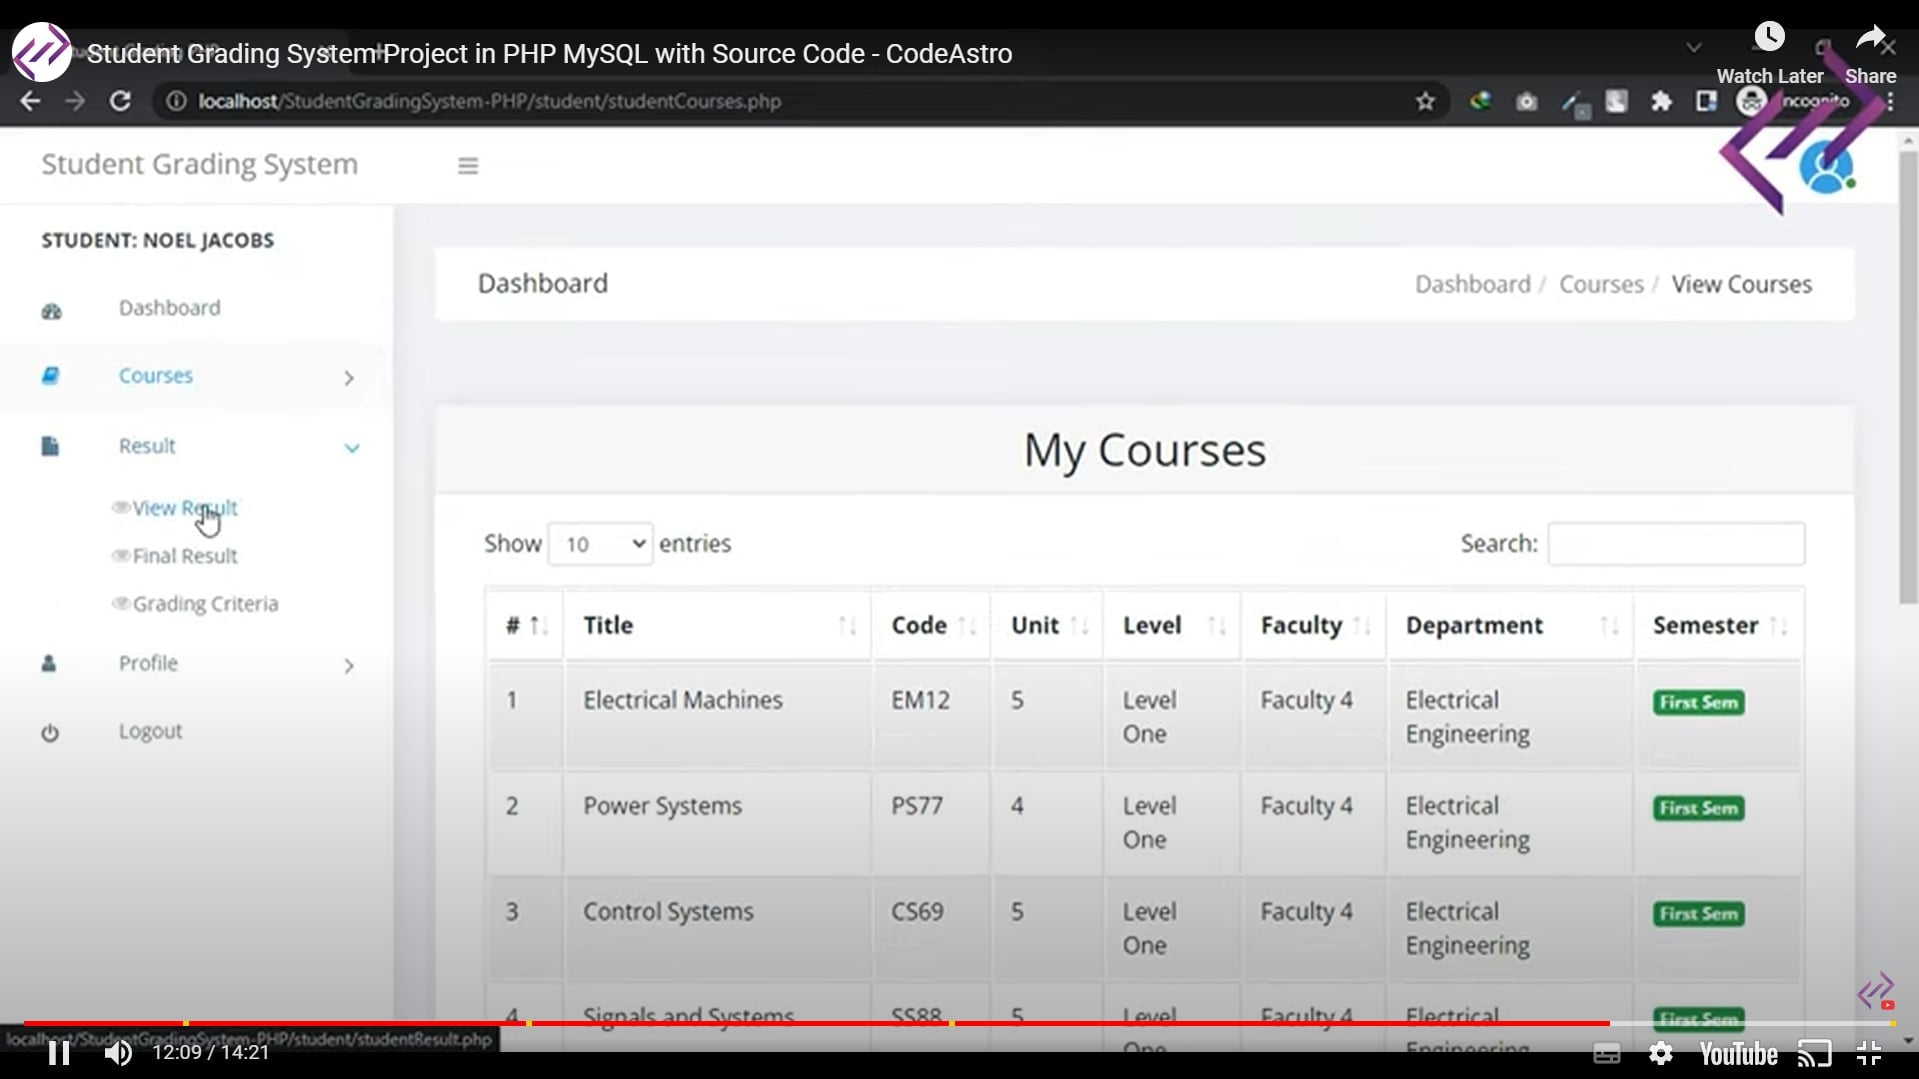 Student Grading System Project in PHP MySQL with Source Code - CodeAstro
Watch Later
Share
localhost/StudentGradingSystem-PHP/student/studentCourses.php
Incognito
Student Grading System
STUDENT: NOEL JACOBS
Dashboard
Courses
Result
View Result
Final Result
Grading Criteria
Profile
Logout
Dashboard
Dashboard / Courses / View Courses
My Courses
Show 10 entries
Search:
# Title Code Unit Level Faculty Department Semester
1 Electrical Machines EM12 5 Level One Faculty 4 Electrical Engineering First Sem
2 Power Systems PS77 4 Level One Faculty 4 Electrical Engineering First Sem
3 Control Systems CS69 5 Level One Faculty 4 Electrical Engineering First Sem
4 Signals and Systems SS88 5 Level One Faculty 4 Electrical Engineering First Sem
localhost/StudentGradingSystem-PHP/student/studentResult.php
12:09 / 14:21
YouTube